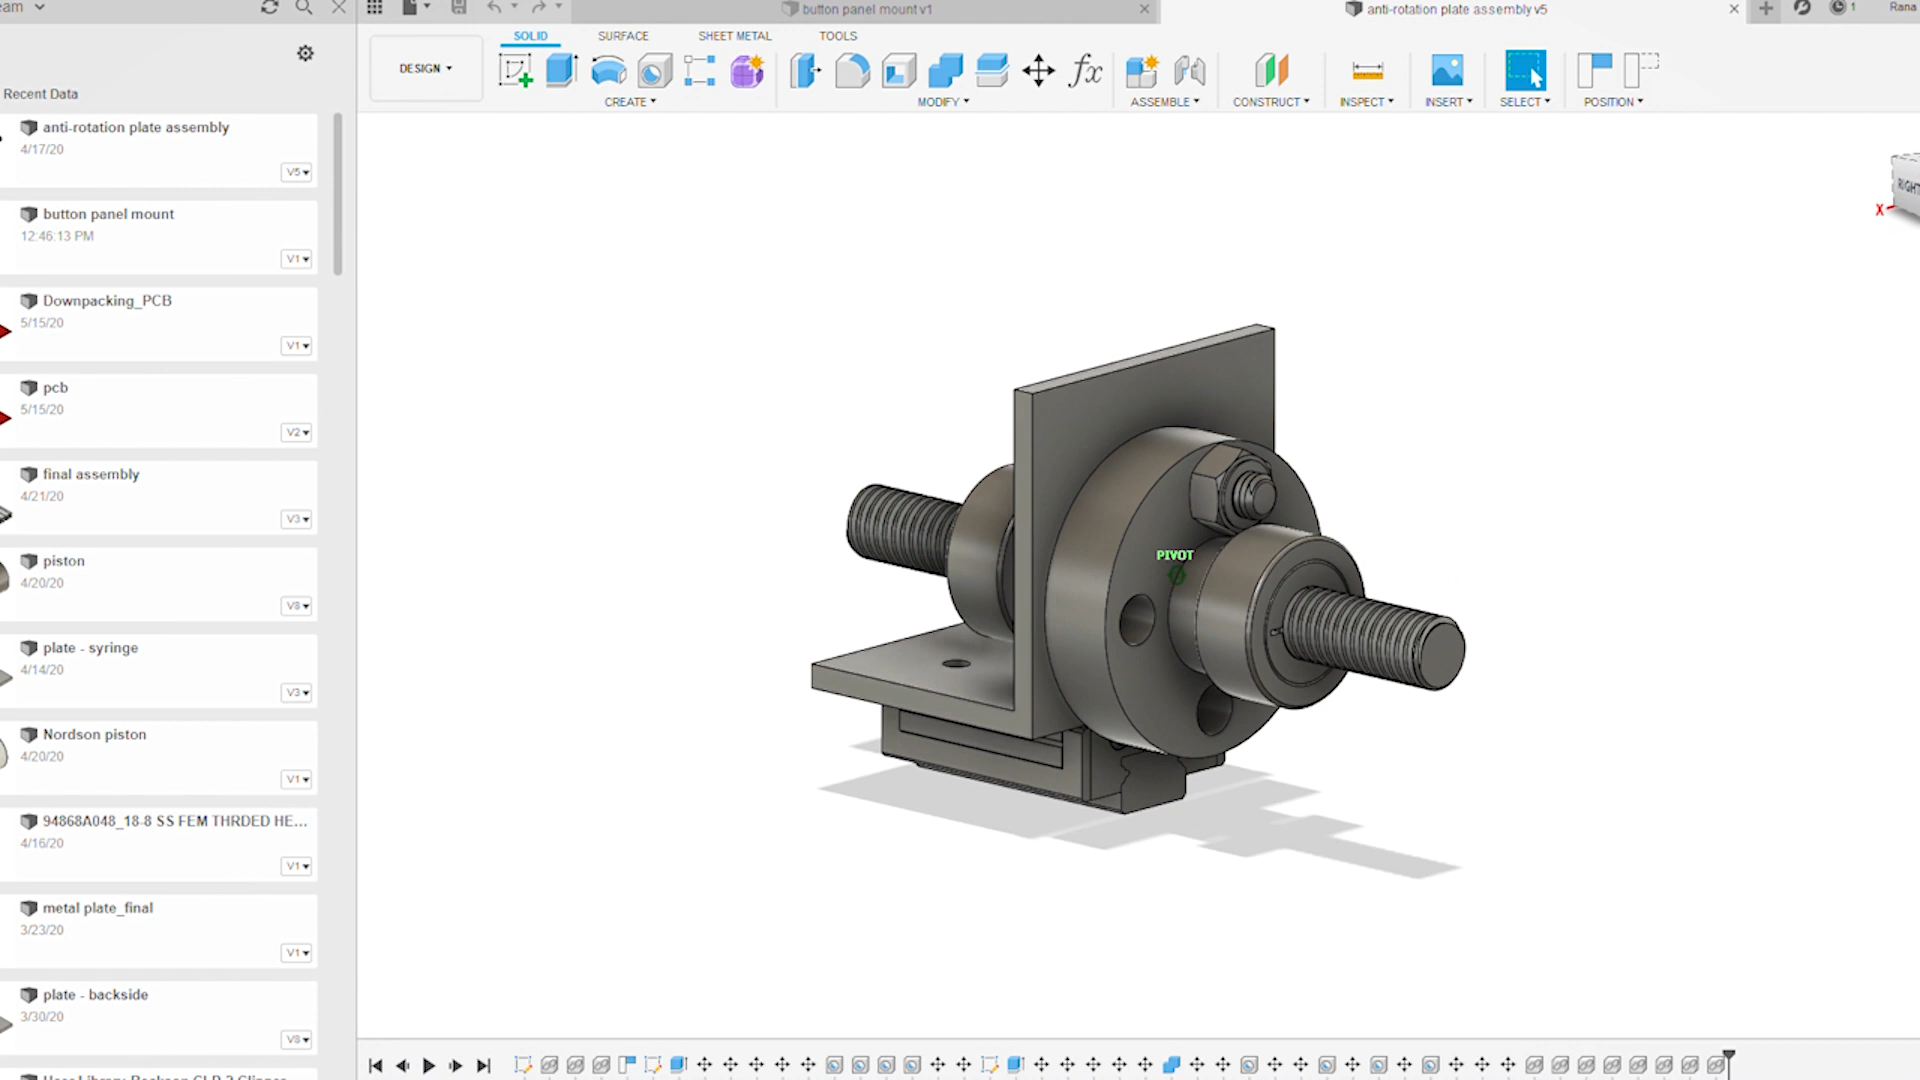 eam
button panel mount v1
anti-rotation plate assembly v5
1
Rana
SOLID
SURFACE
SHEET METAL
TOOLS
DESIGN
CREATE
MODIFY
ASSEMBLE
CONSTRUCT
INSPECT
INSERT
SELECT
POSITION
fx
Recent Data
anti-rotation plate assembly
4/17/20
V5
button panel mount
12:46:13 PM
V1
Downpacking_PCB
5/15/20
V1
pcb
5/15/20
V2
final assembly
4/21/20
V3
piston
4/20/20
V8
plate - syringe
4/14/20
V3
Nordson piston
4/20/20
V1
94868A048_18-8 SS FEM THRDED HE...
4/16/20
V1
metal plate_final
3/23/20
V1
plate - backside
3/30/20
V8
PIVOT
RIGHT
X